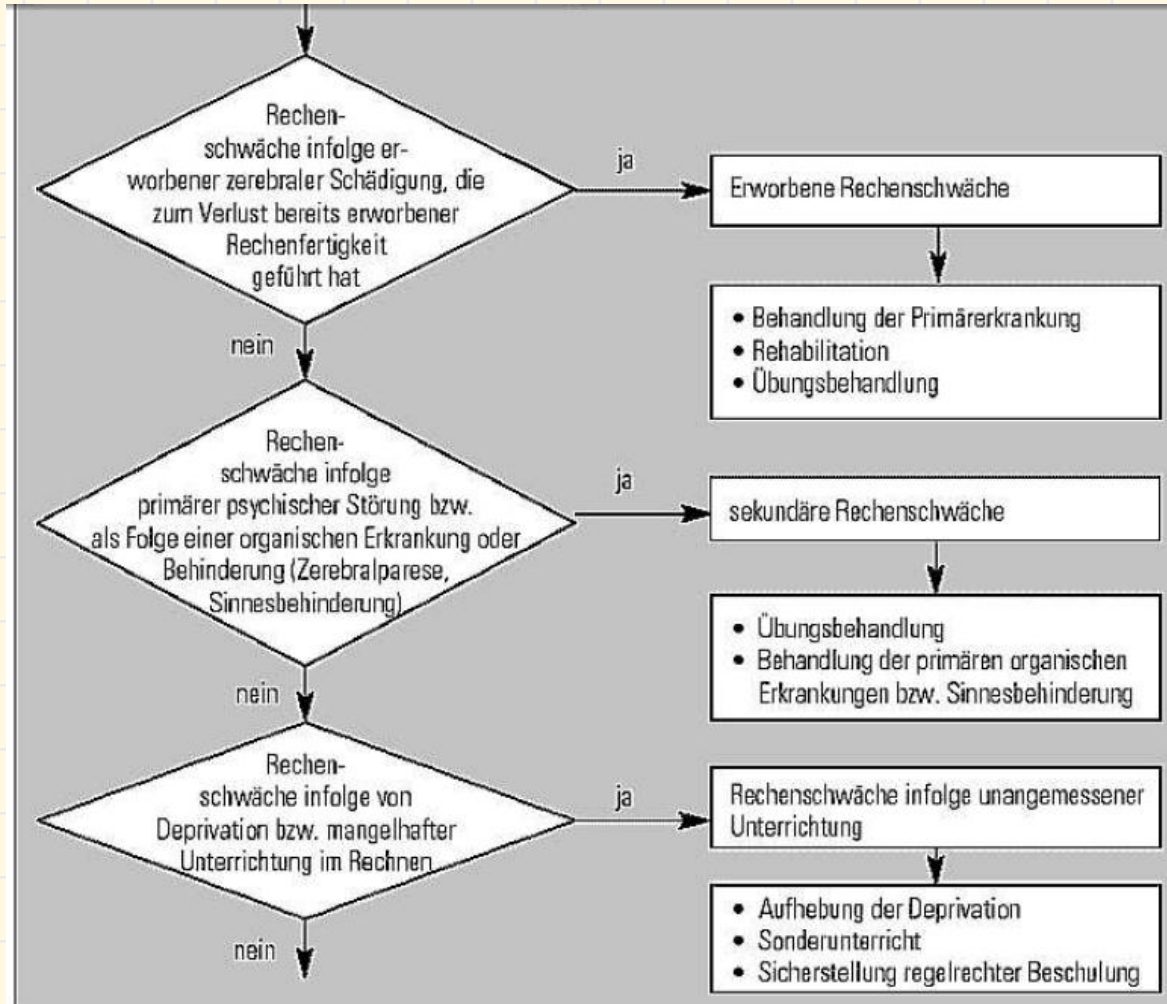 Rechen-
schwäche infolge er-
worbener zerebraler Schädigung, die
zum Verlust bereits erworbener
Rechenfertigkeit
geführt hat
ja
Erworbene Rechenschwäche
• Behandlung der Primärerkrankung
• Rehabilitation
• Übungsbehandlung
nein
Rechen-
schwäche infolge
primärer psychischer Störung bzw.
als Folge einer organischen Erkrankung oder
Behinderung (Zerebralparese,
Sinnesbehinderung)
ja
sekundäre Rechenschwäche
• Übungsbehandlung
• Behandlung der primären organischen
Erkrankungen bzw. Sinnesbehinderung
nein
Rechen-
schwäche infolge von
Deprivation bzw. mangelhafter
Unterrichtung im Rechnen
ja
Rechenschwäche infolge unangemessener
Unterrichtung
• Aufhebung der Deprivation
• Sonderunterricht
• Sicherstellung regelrechter Beschulung
nein